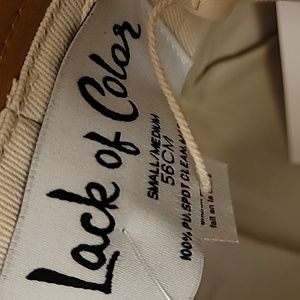 Lack of Color
SMALL/MEDIUM
56CM
100% PU. SPOT CLEAN